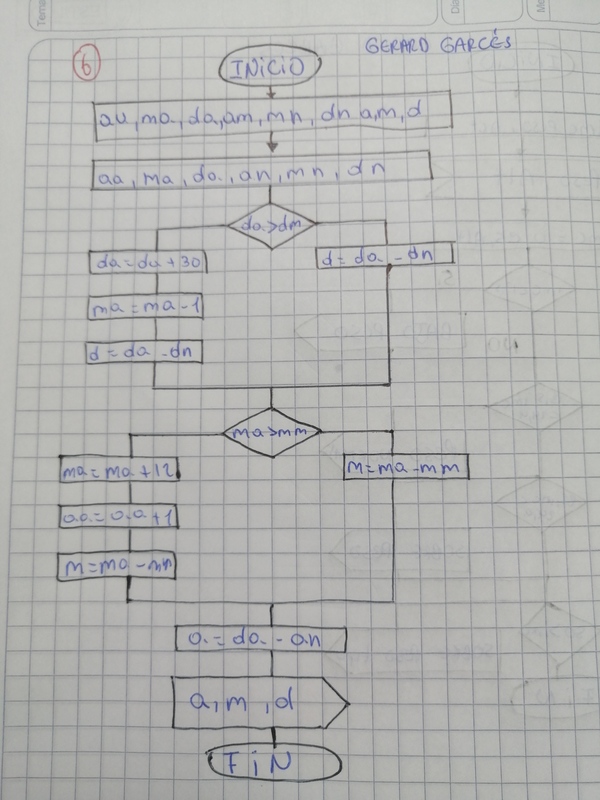 GERARD GARCÉS
6
INiCiO
au, ma, da, am, mn, dn a, m, d
aa, ma, da, an, mn, dn
da>dm
da=da+30
d=da-dn
ma=ma-1
d=da-dn
ma>mm
ma=ma+12
m=ma-mm
aa=aa+1
m=ma-mn
a=da-an
a, m, d
FiN